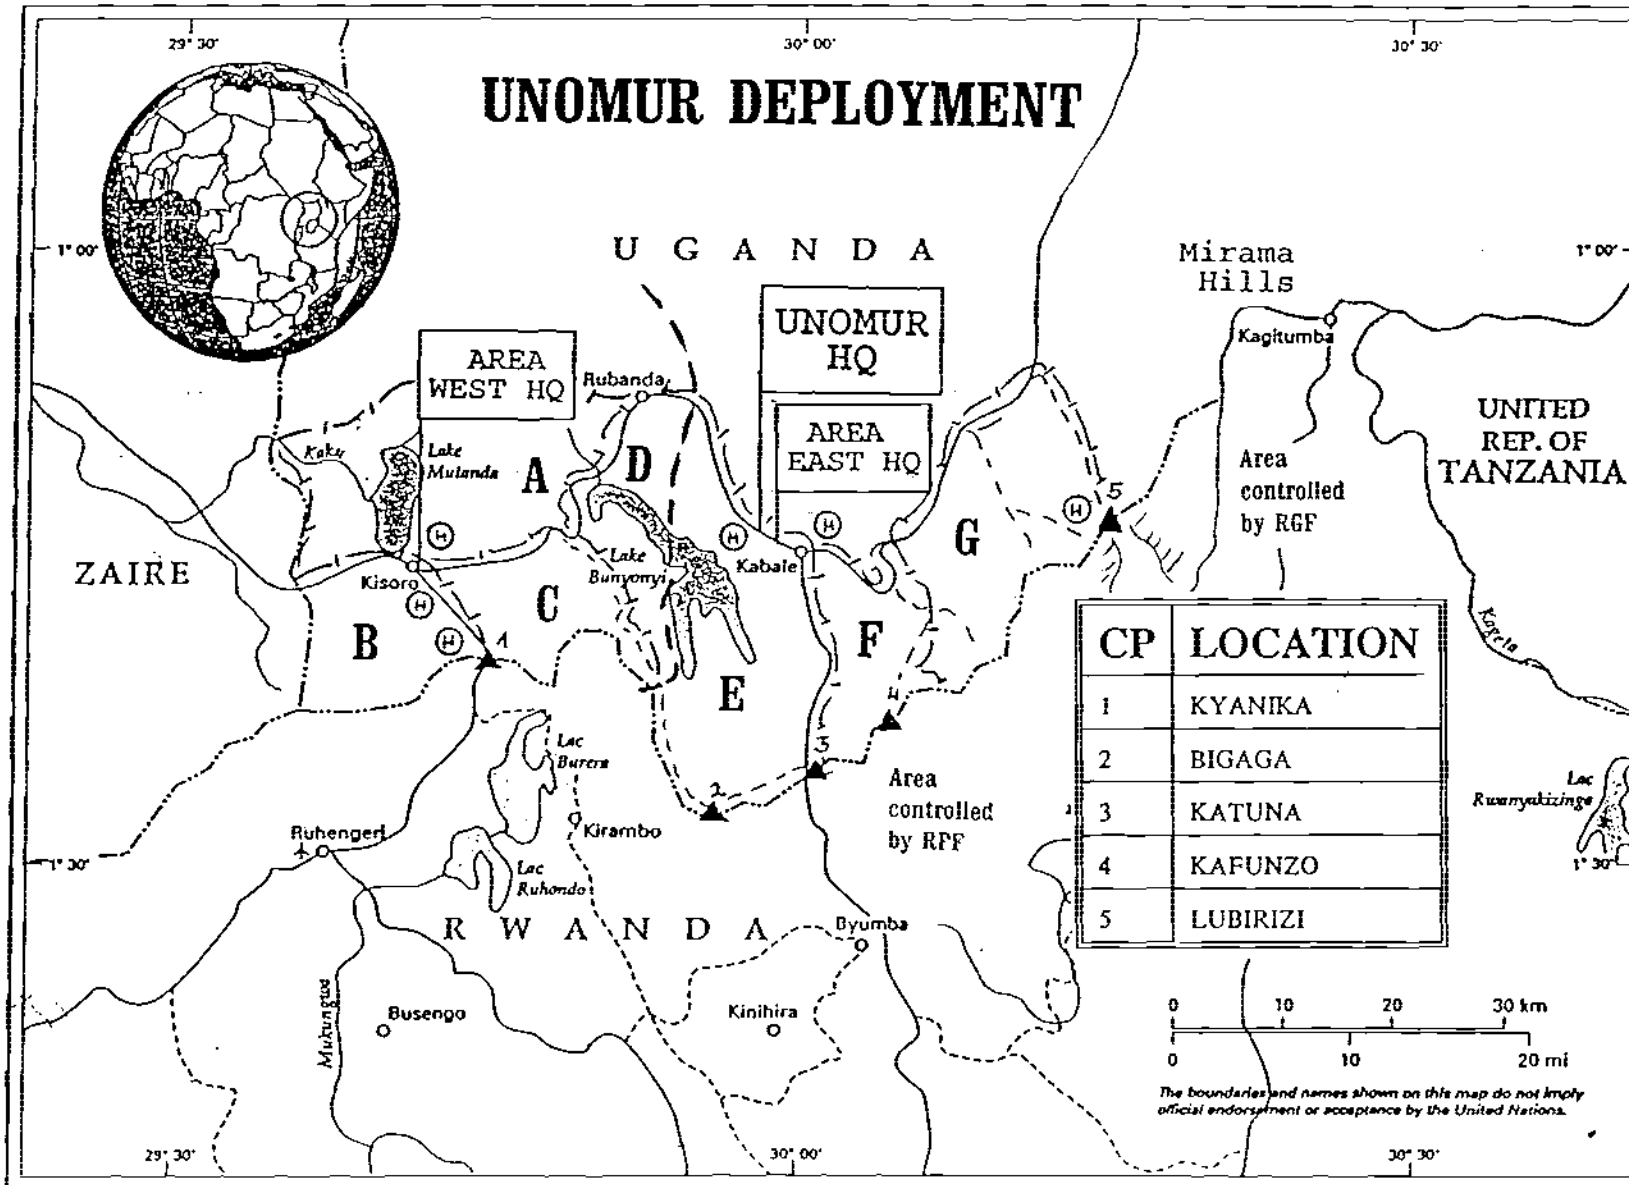 29° 30'
30° 00'
30° 30'
UNOMUR DEPLOYMENT
1° 00'
UGANDA
Mirama
Hills
1° 00'
UNOMUR
HQ
Kagitumba
AREA
WEST HQ
Rubanda
AREA
EAST HQ
UNITED
REP. OF
TANZANIA
Area
controlled
by RGF
Kaku
Lake
Mutanda
A
D
G
H
H
H
H
5
ZAIRE
Kisoro
Lake
Bunyonyi
Kabale
H
H
B
C
E
F
1
4
3
2
CP LOCATION
1 KYANIKA
2 BIGAGA
3 KATUNA
4 KAFUNZO
5 LUBIRIZI
Kagera
Lac
Burera
Area
controlled
by RPF
Lac
Rwanyakizinga
Ruhengeri
Kirambo
1° 30'
1° 30'
Lac
Ruhondo
RWANDA
Byumba
Mukungwa
Busengo
Kinihira
0 10 20 30 km
0 10 20 mi
The boundaries and names shown on this map do not imply
official endorsement or acceptance by the United Nations.
29° 30'
30° 00'
30° 30'